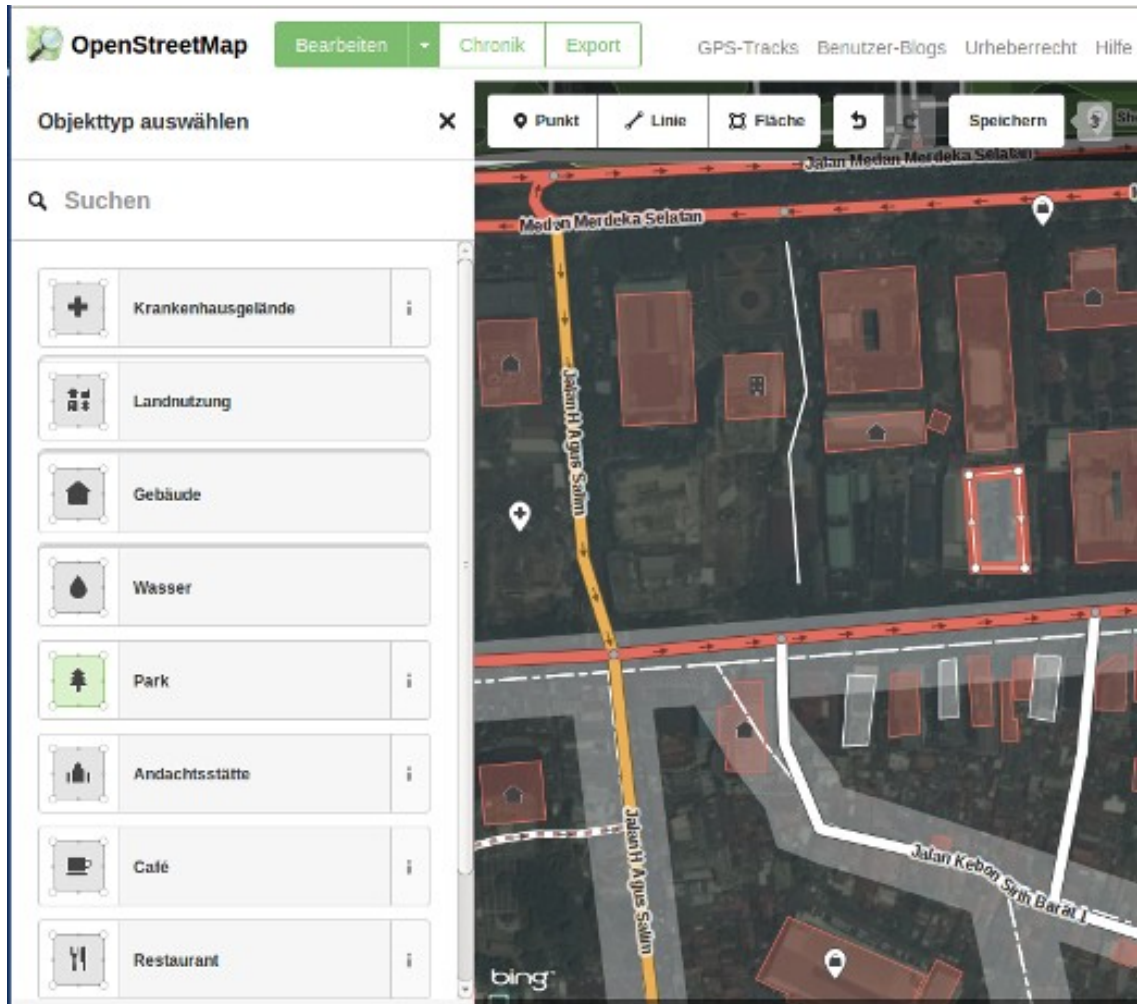 OpenStreetMap
Bearbeiten
Chronik
Export
GPS-Tracks
Benutzer-Blogs
Urheberrecht
Hilfe
Objekttyp auswählen
Punkt
Linie
Fläche
Speichern
3
Suchen
Jalan Medan Merdeka Selatan
Medan Merdeka Selatan
Krankenhausgelände
Landnutzung
Gebäude
Wasser
Park
Andachtsstätte
Café
Restaurant
Jalan H Agus Salim
Jalan H Agus Salim
Jalan Kebon Sirih Barat I
bing